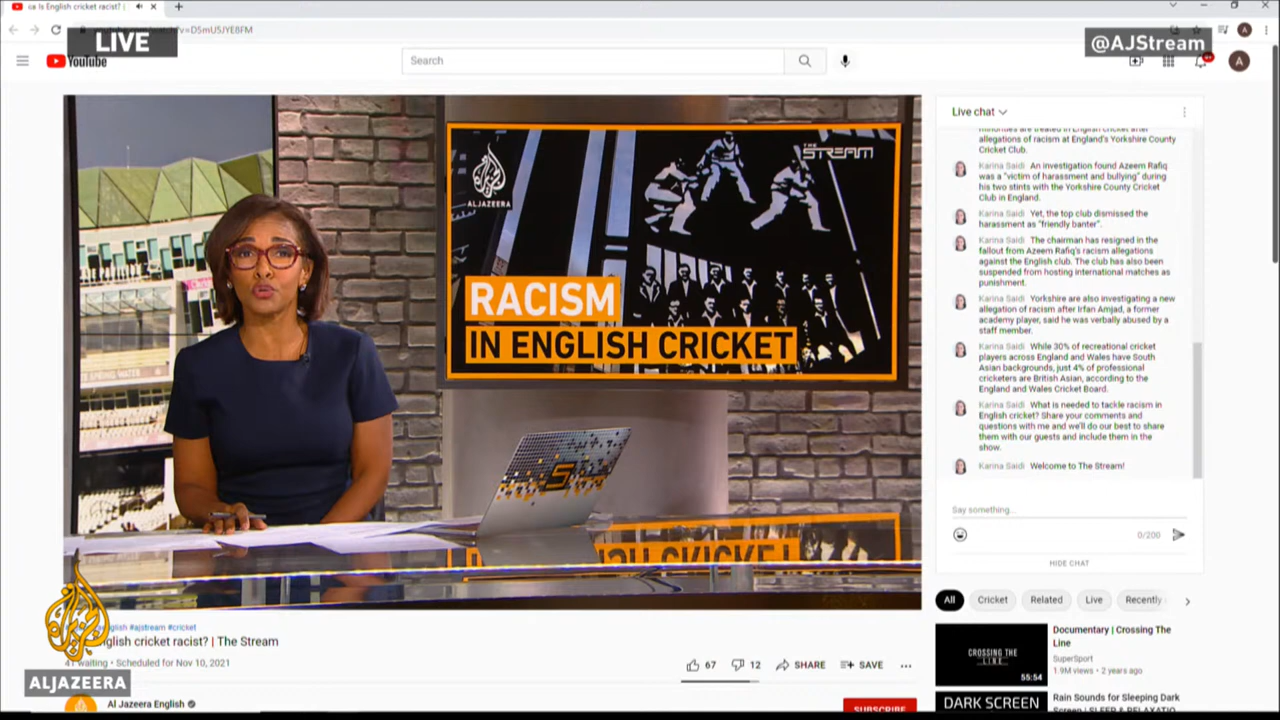 ue Is English cricket racist? |
LIVE
@AJStream
YouTube
Search
A
9+
A
RACISM
IN ENGLISH CRICKET
ALJAZEERA
THE STREAM
S
Live chat
minorities are treated in English cricket after
allegations of racism at England's Yorkshire County
Cricket Club.
Karina Saidi An investigation found Azeem Rafiq
was a "victim of harassment and bullying" during
his two stints with the Yorkshire County Cricket
Club in England.
Karina Saidi Yet, the top club dismissed the
harassment as "friendly banter".
Karina Saidi The chairman has resigned in the
fallout from Azeem Rafiq's racism allegations
against the English club. The club has also been
suspended from hosting international matches as
punishment.
Karina Saidi Yorkshire are also investigating a new
allegation of racism after Irfan Amjad, a former
academy player, said he was verbally abused by a
staff member.
Karina Saidi While 30% of recreational cricket
players across England and Wales have South
Asian backgrounds, just 4% of professional
cricketers are British Asian, according to the
England and Wales Cricket Board.
Karina Saidi What is needed to tackle racism in
English cricket? Share your comments and
questions with me and we'll do our best to share
them with our guests and include them in the
show.
Karina Saidi Welcome to The Stream!
Say something...
0/200
HIDE CHAT
All Cricket Related Live Recently
Documentary | Crossing The
Line
SuperSport
1.9M views • 2 years ago
CROSSING THE
LINE
55:54
Rain Sounds for Sleeping Dark
DARK SCREEN
#ajstream #cricket
English cricket racist? | The Stream
waiting • Scheduled for Nov 10, 2021
67 12 SHARE SAVE
Al Jazeera English
SUBSCRIBE
ALJAZEERA